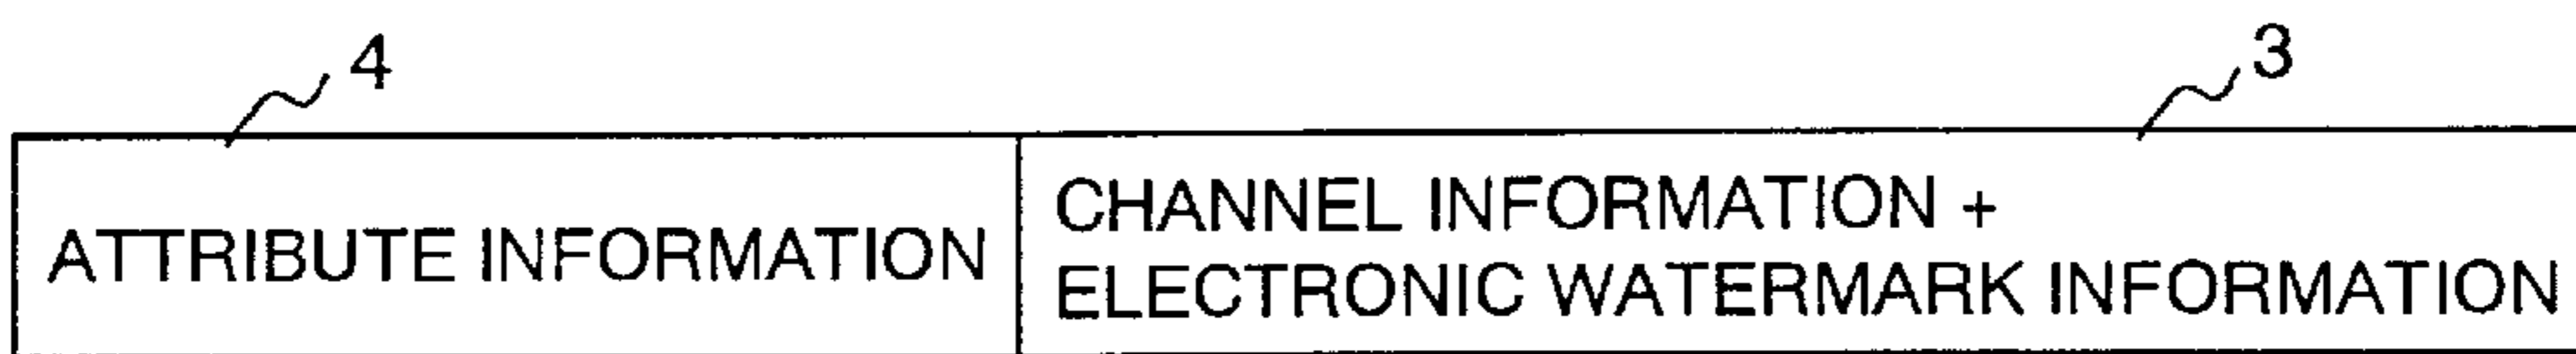 4
3
ATTRIBUTE INFORMATION
CHANNEL INFORMATION +
ELECTRONIC WATERMARK INFORMATION